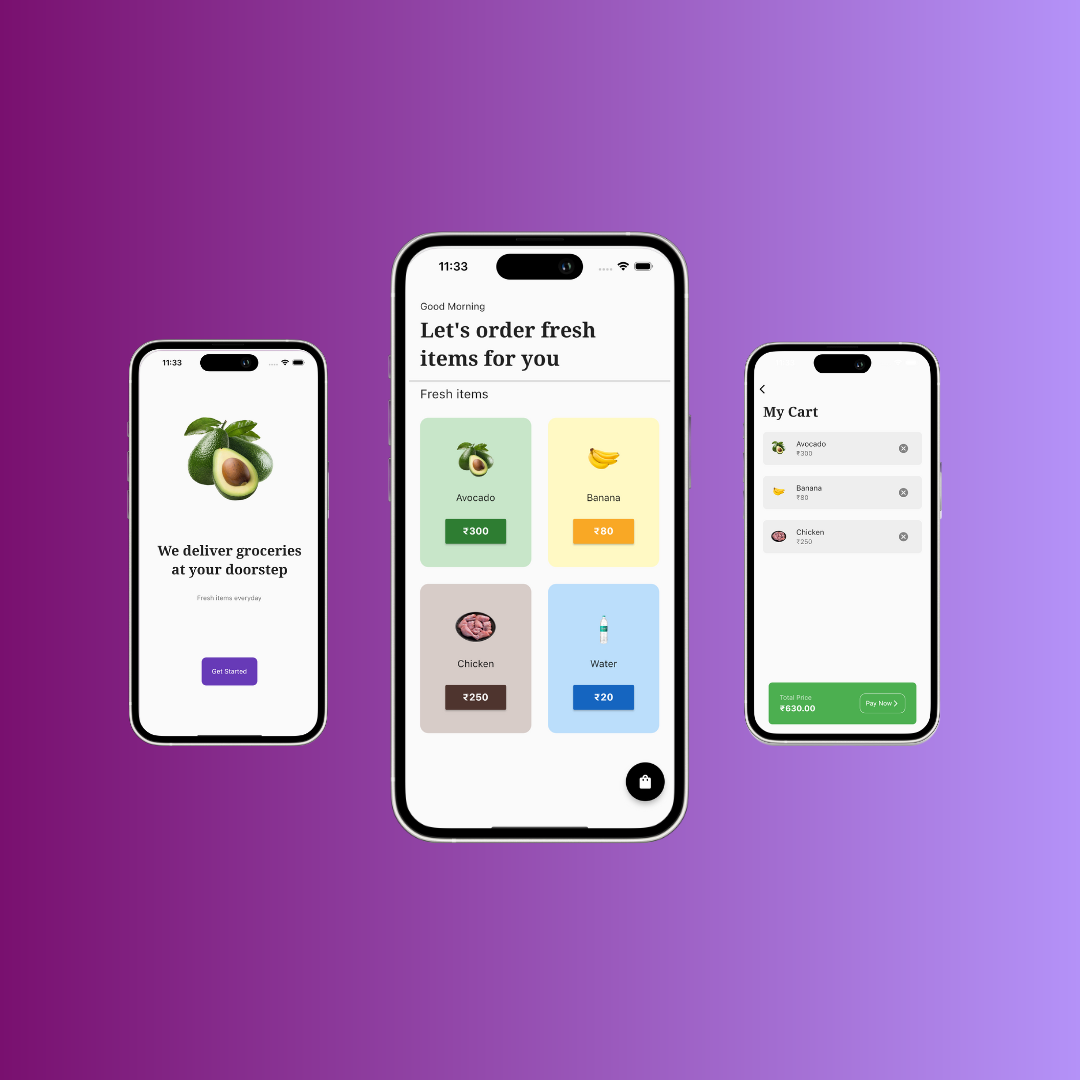 11:33
We deliver groceries
at your doorstep
Fresh items everyday
Get Started
11:33
Good Morning
Let's order fresh
items for you
Fresh items
Avocado
₹300
Banana
₹80
Chicken
₹250
Water
₹20
My Cart
Avocado
₹300
Banana
₹80
Chicken
₹250
Total Price
₹630.00
Pay Now